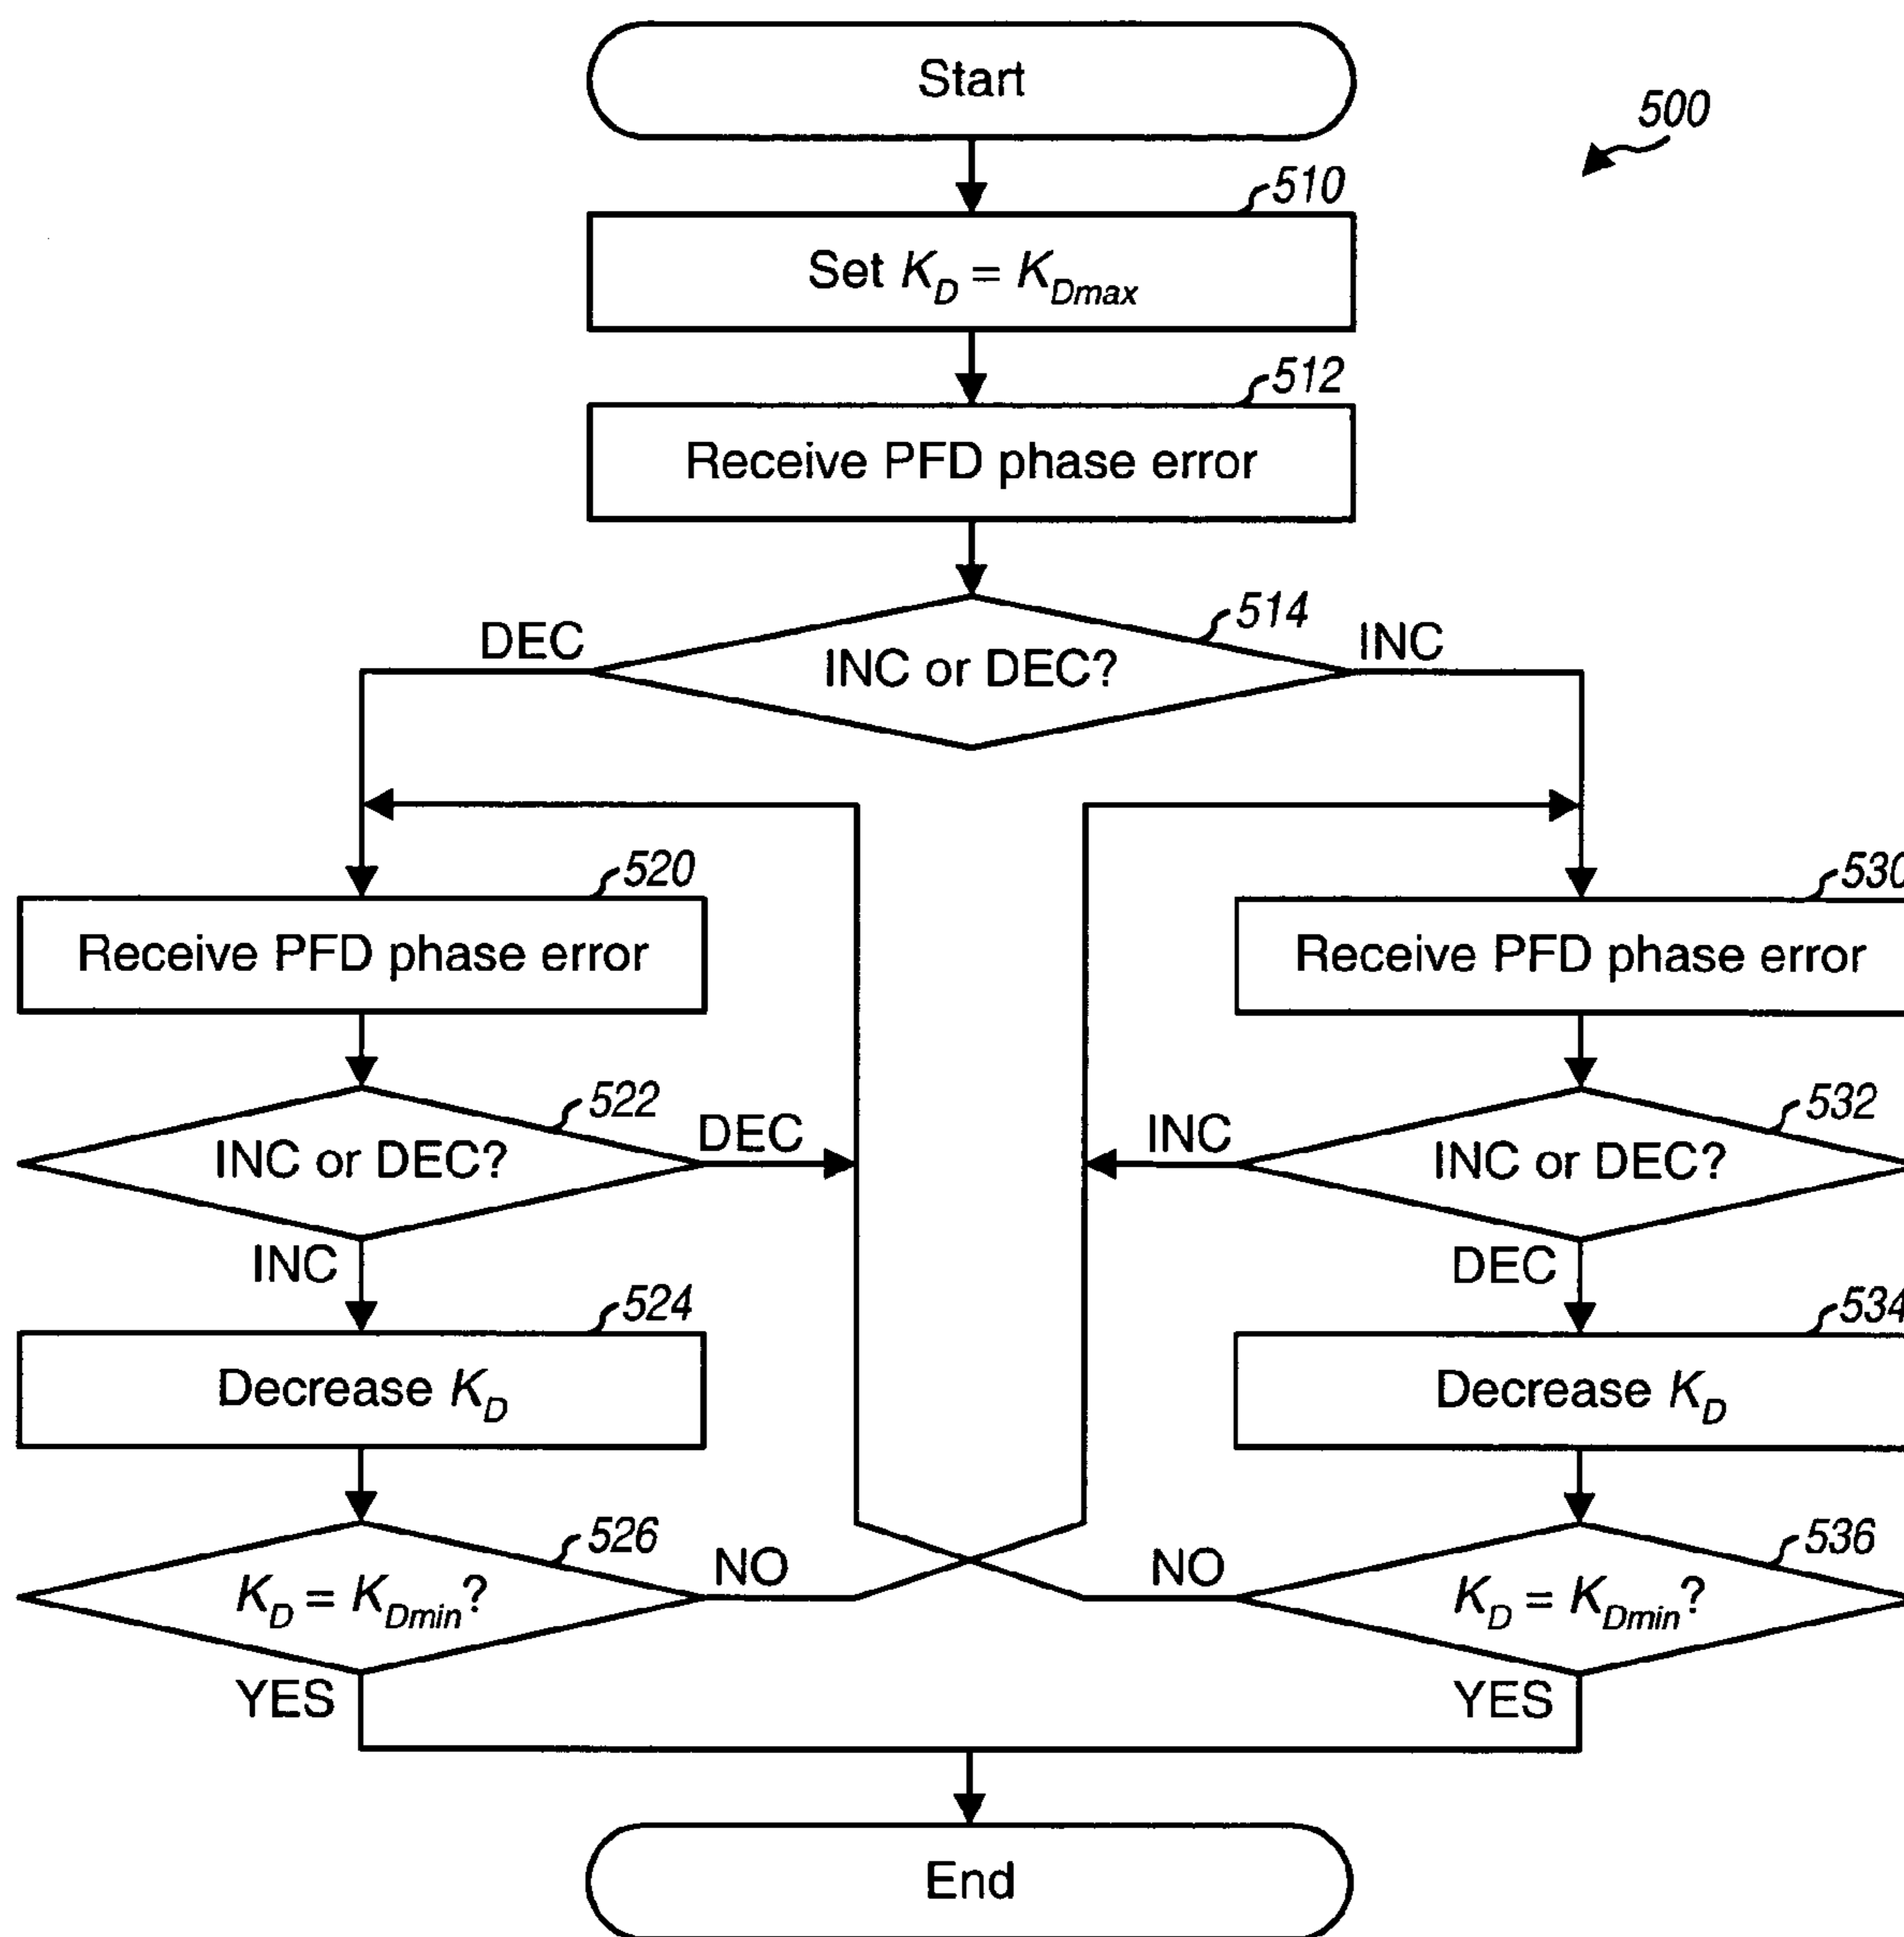 Start
500
510
Set K_D = K_Dmax
512
Receive PFD phase error
514
DEC
INC or DEC?
INC
520
Receive PFD phase error
530
Receive PFD phase error
522
INC or DEC?
DEC
532
INC
INC or DEC?
INC
DEC
524
Decrease K_D
534
Decrease K_D
526
K_D = K_Dmin?
NO
536
NO
K_D = K_Dmin?
YES
YES
End